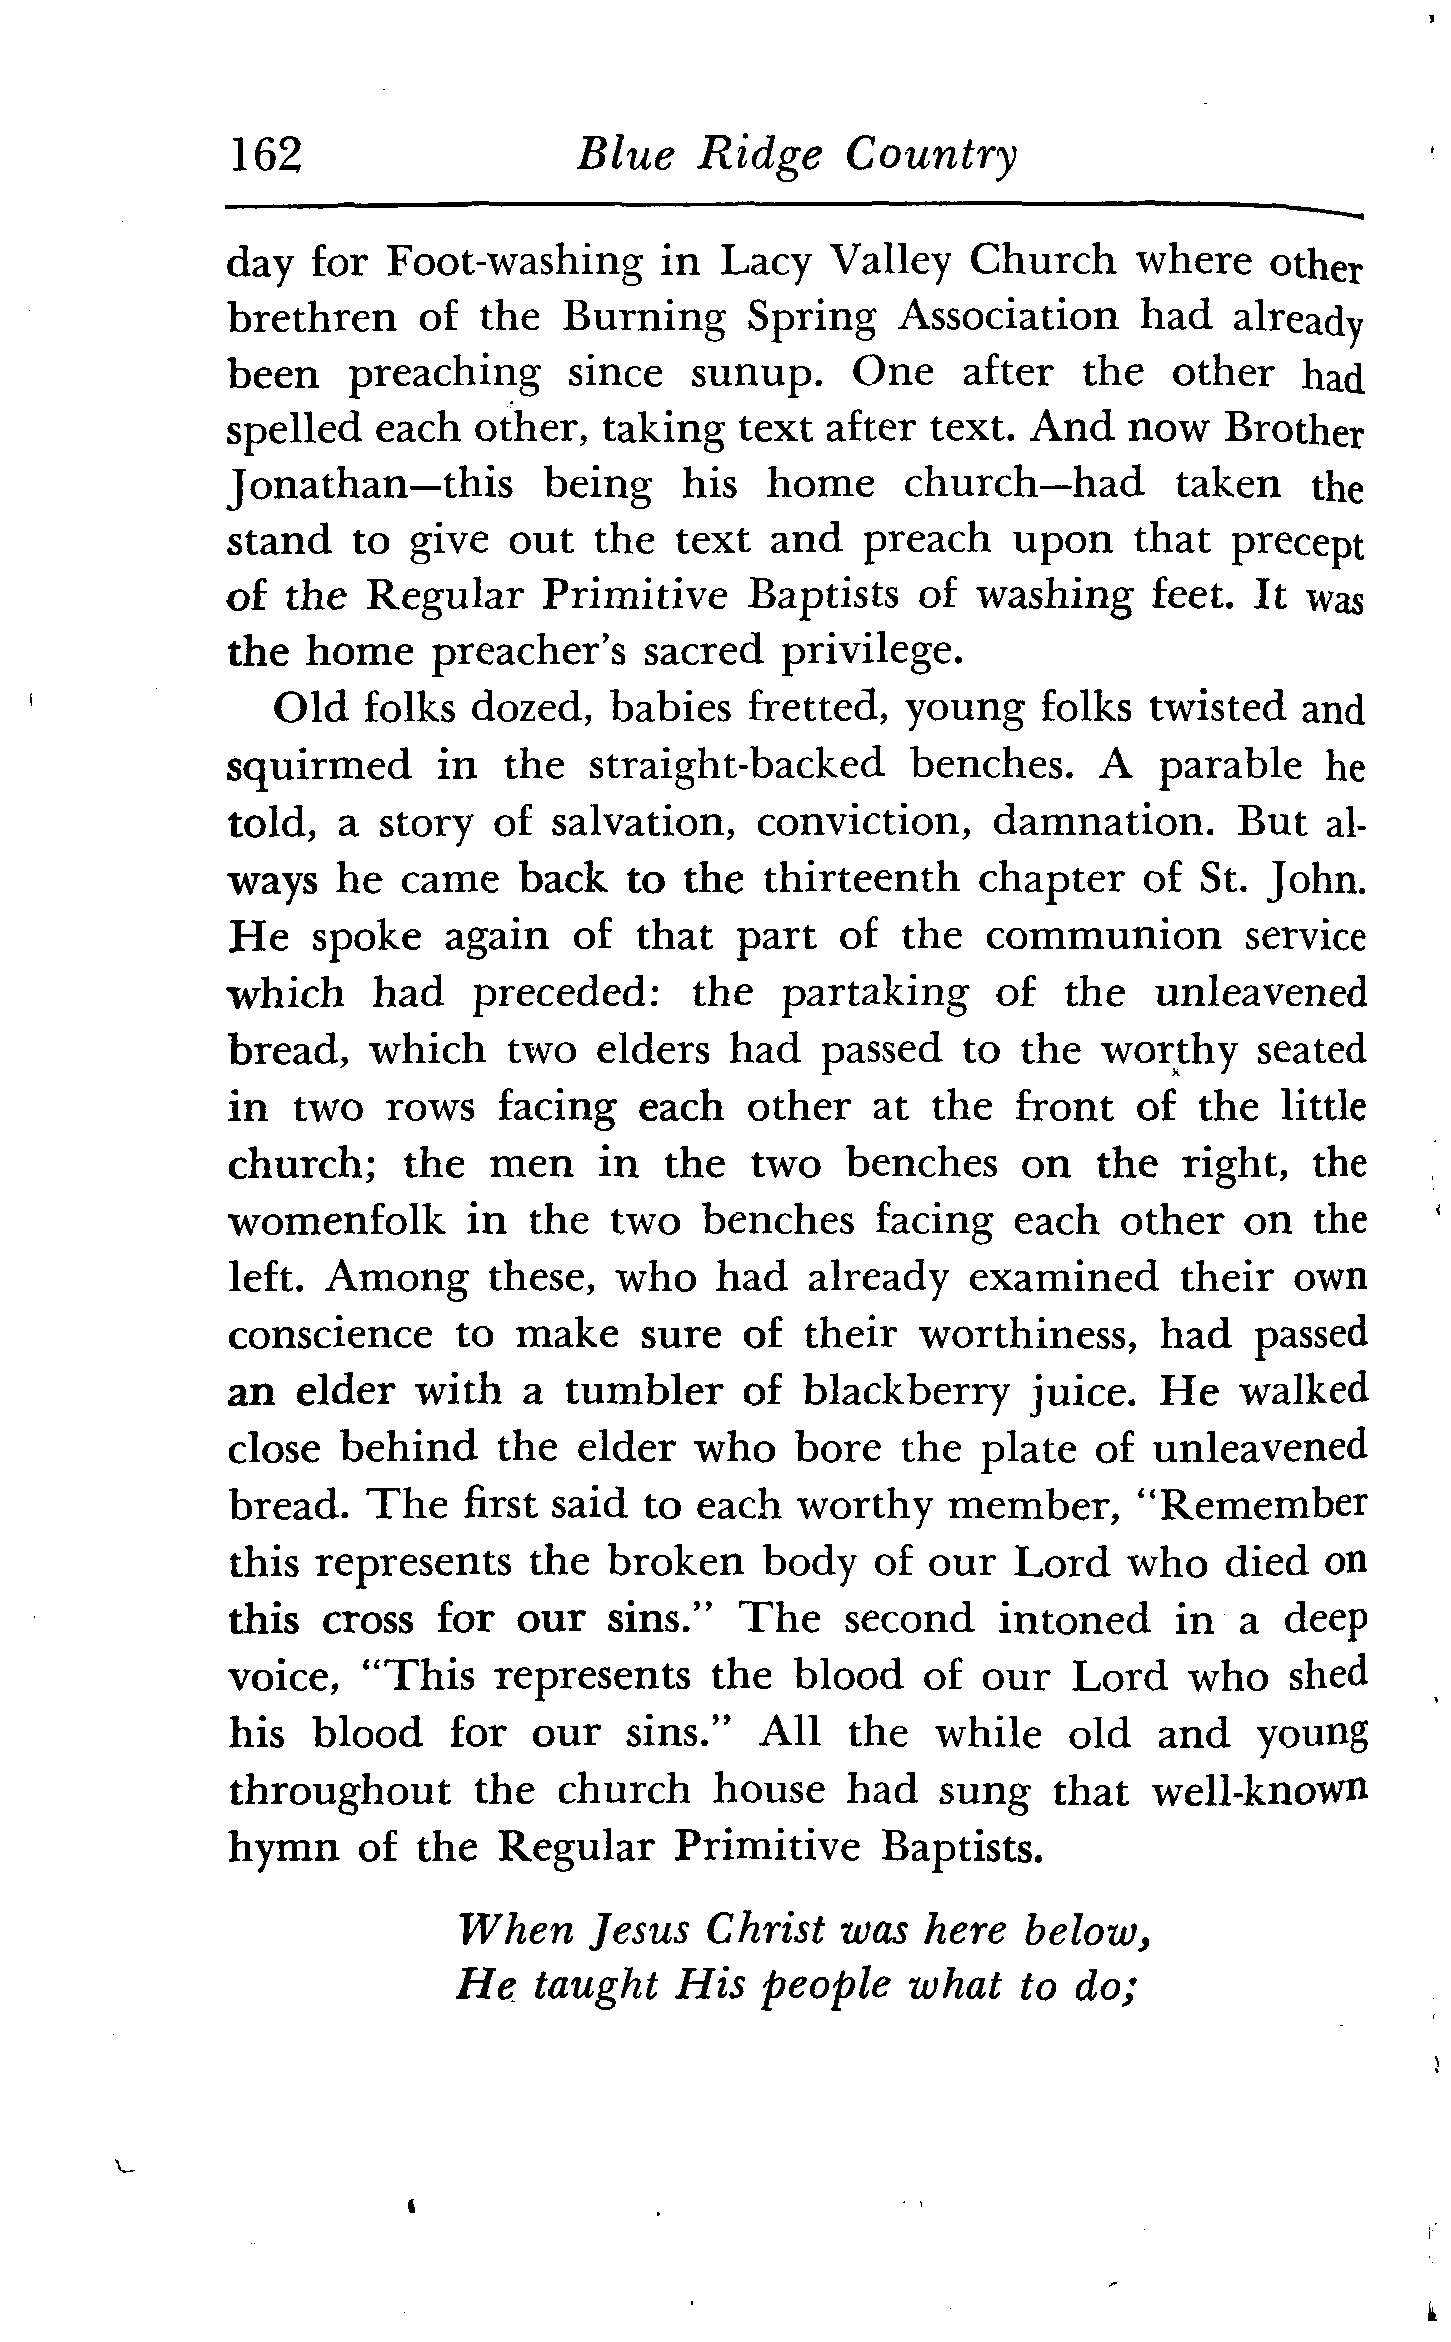 162 Blue Ridge Country
day for Foot-washing in Lacy Valley Church where other
brethren of the Burning Spring Association had already
been preaching since sunup. One after the other had
spelled each other, taking text after text. And now Brother
Jonathan—this being his home church—had taken the
stand to give out the text and preach upon that precept
of the Regular Primitive Baptists of washing feet. It was
the home preacher's sacred privilege.
Old folks dozed, babies fretted, young folks twisted and
squirmed in the straight-backed benches. A parable he
told, a story of salvation, conviction, damnation. But al-
ways he came back to the thirteenth chapter of St. John.
He spoke again of that part of the communion service
which had preceded: the partaking of the unleavened
bread, which two elders had passed to the worthy seated
in two rows facing each other at the front of the little
church; the men in the two benches on the right, the
womenfolk in the two benches facing each other on the
left. Among these, who had already examined their own
conscience to make sure of their worthiness, had passed
an elder with a tumbler of blackberry juice. He walked
close behind the elder who bore the plate of unleavened
bread. The first said to each worthy member, "Remember
this represents the broken body of our Lord who died on
this cross for our sins." The second intoned in a deep
voice, "This represents the blood of our Lord who shed
his blood for our sins." All the while old and young
throughout the church house had sung that well-known
hymn of the Regular Primitive Baptists.
When Jesus Christ was here below,
He taught His people what to do;